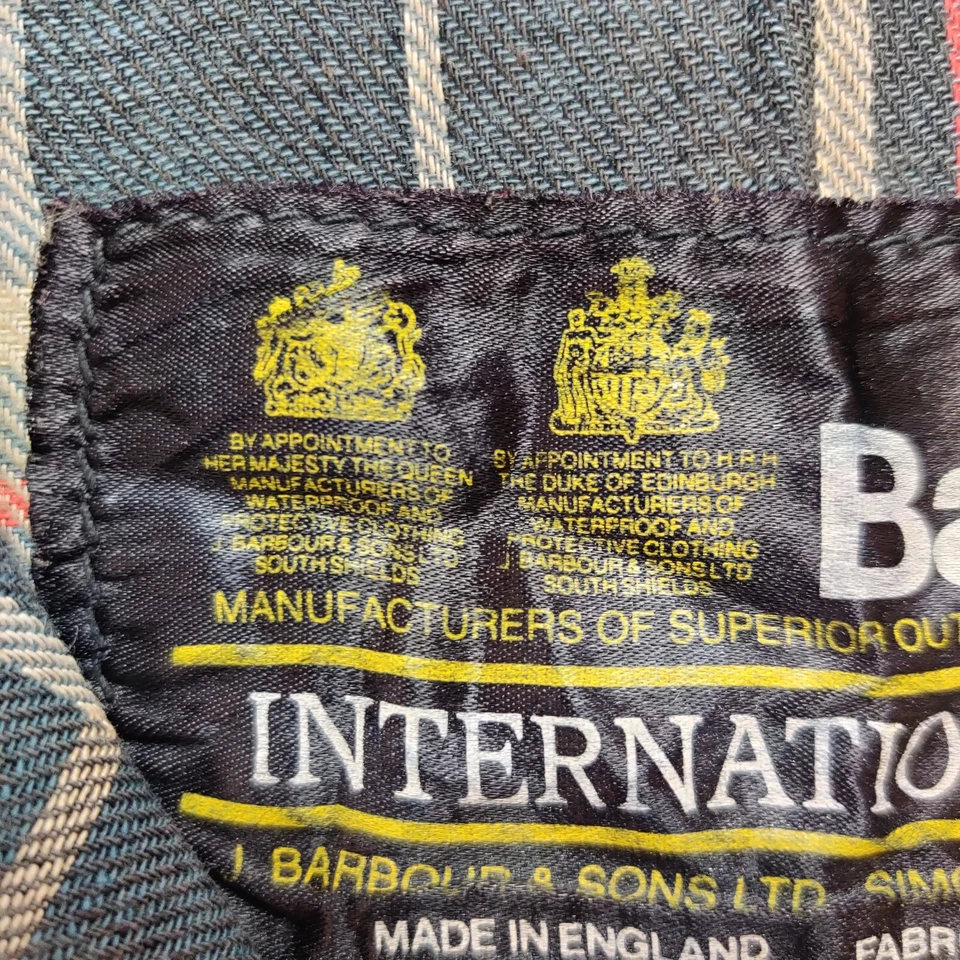 BY APPOINTMENT TO
HER MAJESTY THE QUEEN
MANUFACTURERS OF
WATERPROOF AND
PROTECTIVE CLOTHING
J BARBOUR & SONS LTD
SOUTH SHIELDS
BY APPOINTMENT TO H R H
THE DUKE OF EDINBURGH
MANUFACTURERS OF
WATERPROOF AND
PROTECTIVE CLOTHING
J BARBOUR & SONS LTD
SOUTH SHIELDS
Ba
MANUFACTURERS OF SUPERIOR OUT
INTERNATIO
J BARBOUR & SONS LTD SIMO
MADE IN ENGLAND FABR